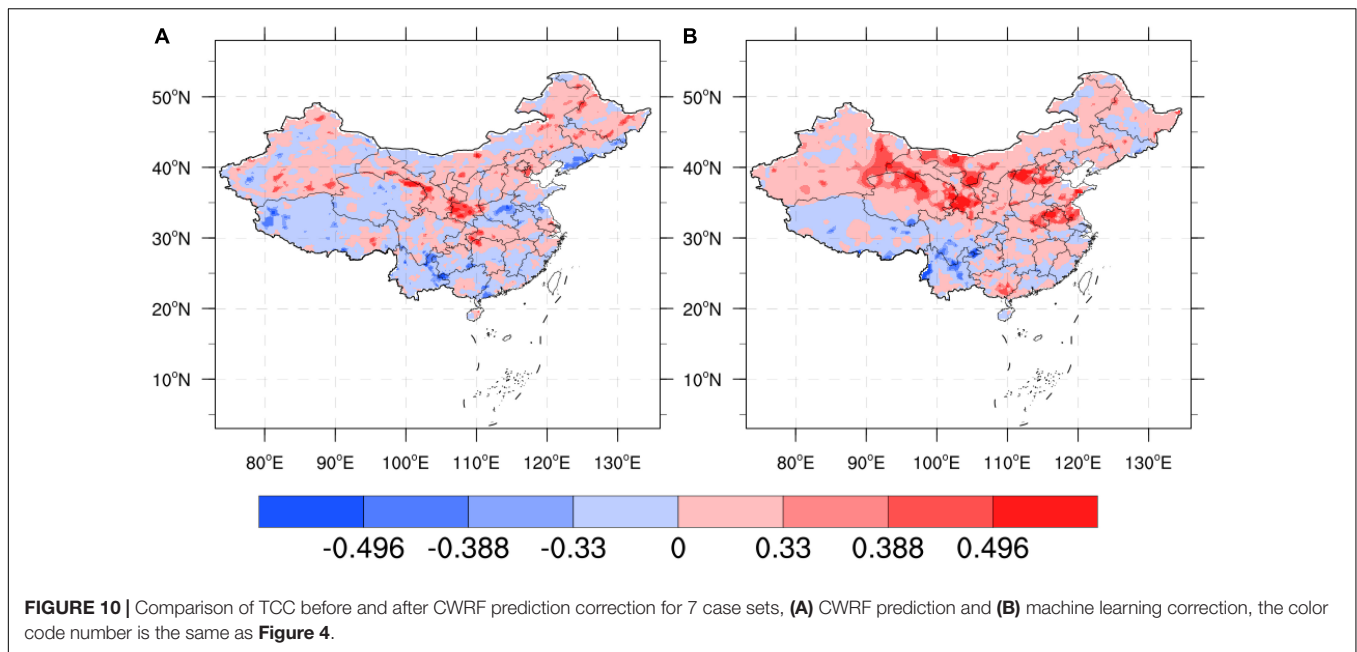 A
B
50°N
40°N
30°N
20°N
10°N
50°N
40°N
30°N
20°N
10°N
80°E 90°E 100°E 110°E 120°E 130°E
80°E 90°E 100°E 110°E 120°E 130°E
-0.496 -0.388 -0.33 0 0.33 0.388 0.496
FIGURE 10 | Comparison of TCC before and after CWRF prediction correction for 7 case sets, (A) CWRF prediction and (B) machine learning correction, the color
code number is the same as Figure 4.